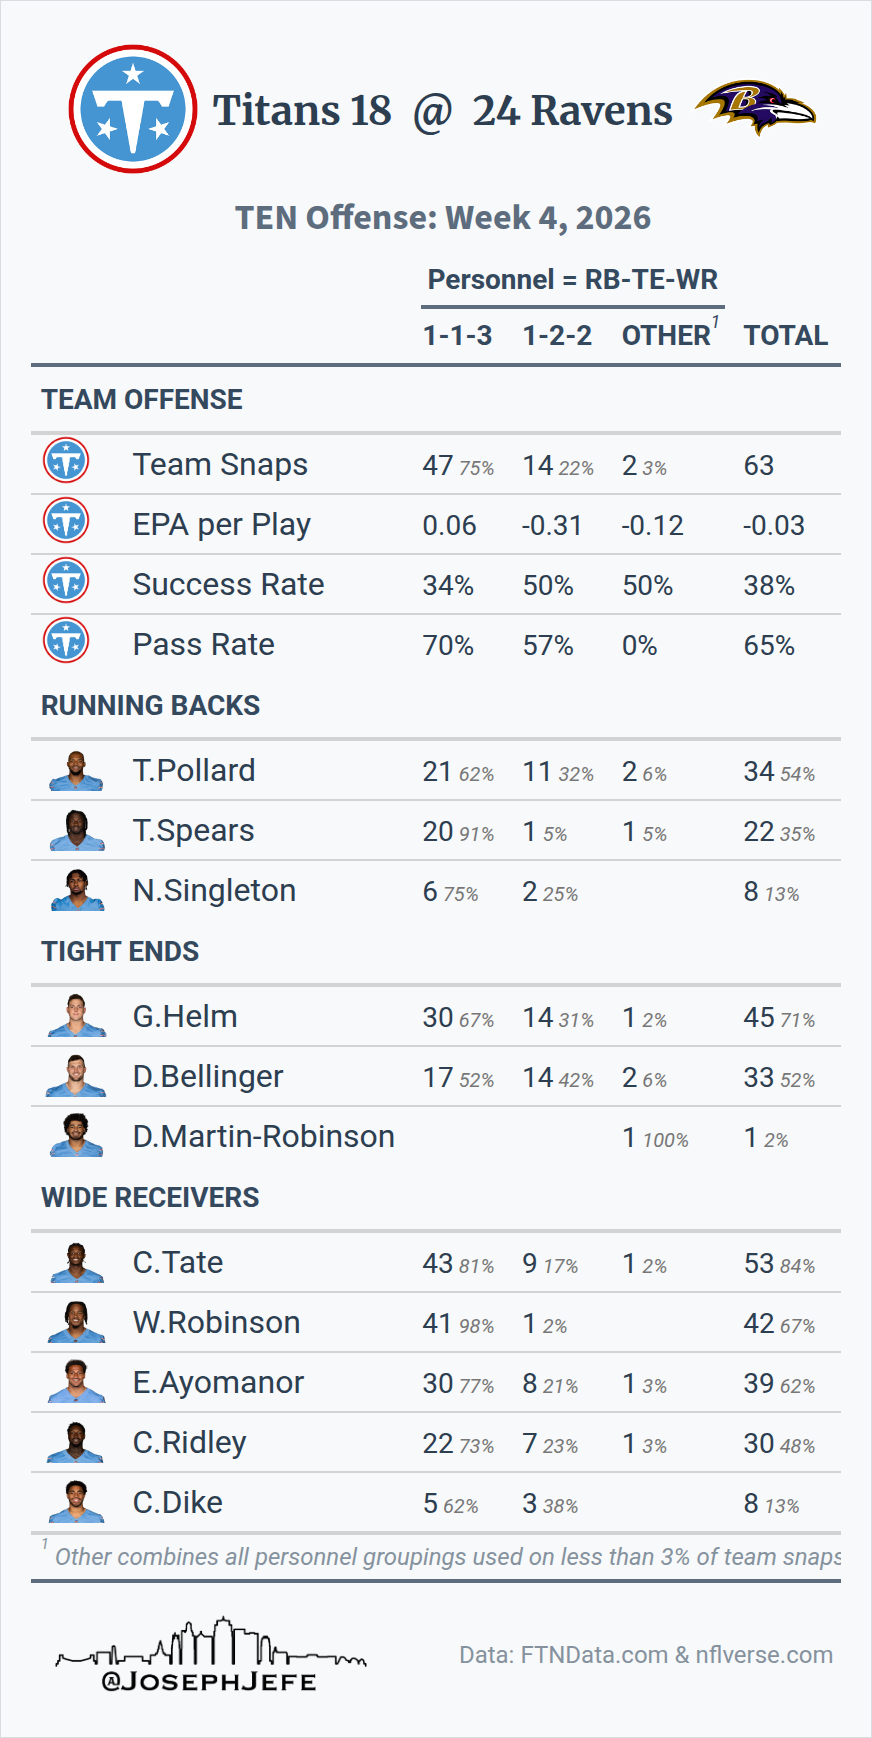 Titans 18 @ 24 Ravens
TEN Offense: Week 4, 2026
Personnel = RB-TE-WR
1-1-3 1-2-2 OTHER1 TOTAL
TEAM OFFENSE
Team Snaps 47 75% 14 22% 2 3% 63
EPA per Play 0.06 -0.31 -0.12 -0.03
Success Rate 34% 50% 50% 38%
Pass Rate 70% 57% 0% 65%
RUNNING BACKS
T.Pollard 21 62% 11 32% 2 6% 34 54%
T.Spears 20 91% 1 5% 1 5% 22 35%
N.Singleton 6 75% 2 25% 8 13%
TIGHT ENDS
G.Helm 30 67% 14 31% 1 2% 45 71%
D.Bellinger 17 52% 14 42% 2 6% 33 52%
D.Martin-Robinson 1 100% 1 2%
WIDE RECEIVERS
C.Tate 43 81% 9 17% 1 2% 53 84%
W.Robinson 41 98% 1 2% 42 67%
E.Ayomanor 30 77% 8 21% 1 3% 39 62%
C.Ridley 22 73% 7 23% 1 3% 30 48%
C.Dike 5 62% 3 38% 8 13%
1 Other combines all personnel groupings used on less than 3% of team snaps
@JosephJefe
Data: FTNData.com & nflverse.com